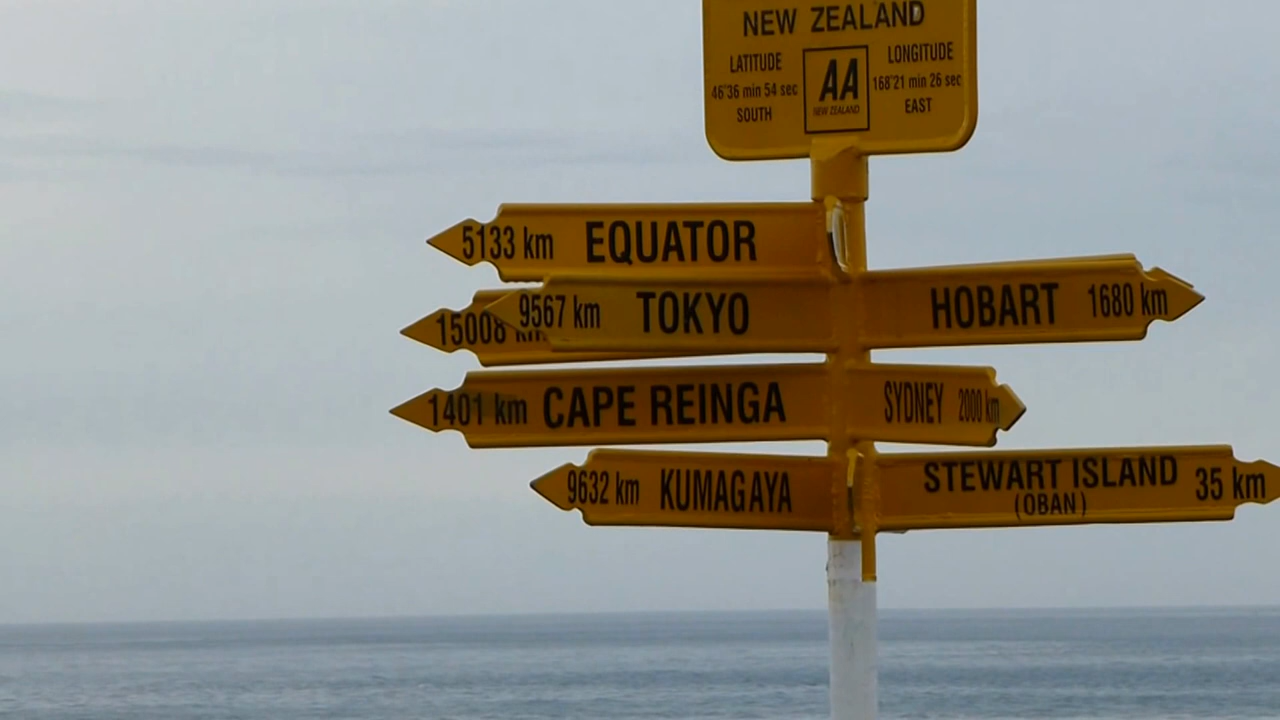 NEW ZEALAND
LATITUDE
46°36 min 54 sec
SOUTH
AA
NEW ZEALAND
LONGITUDE
168°21 min 26 sec
EAST
5133 km EQUATOR
9567 km TOKYO
15008 km
HOBART 1680 km
1401 km CAPE REINGA
SYDNEY 2000 km
9632 km KUMAGAYA
STEWART ISLAND
(OBAN)
35 km